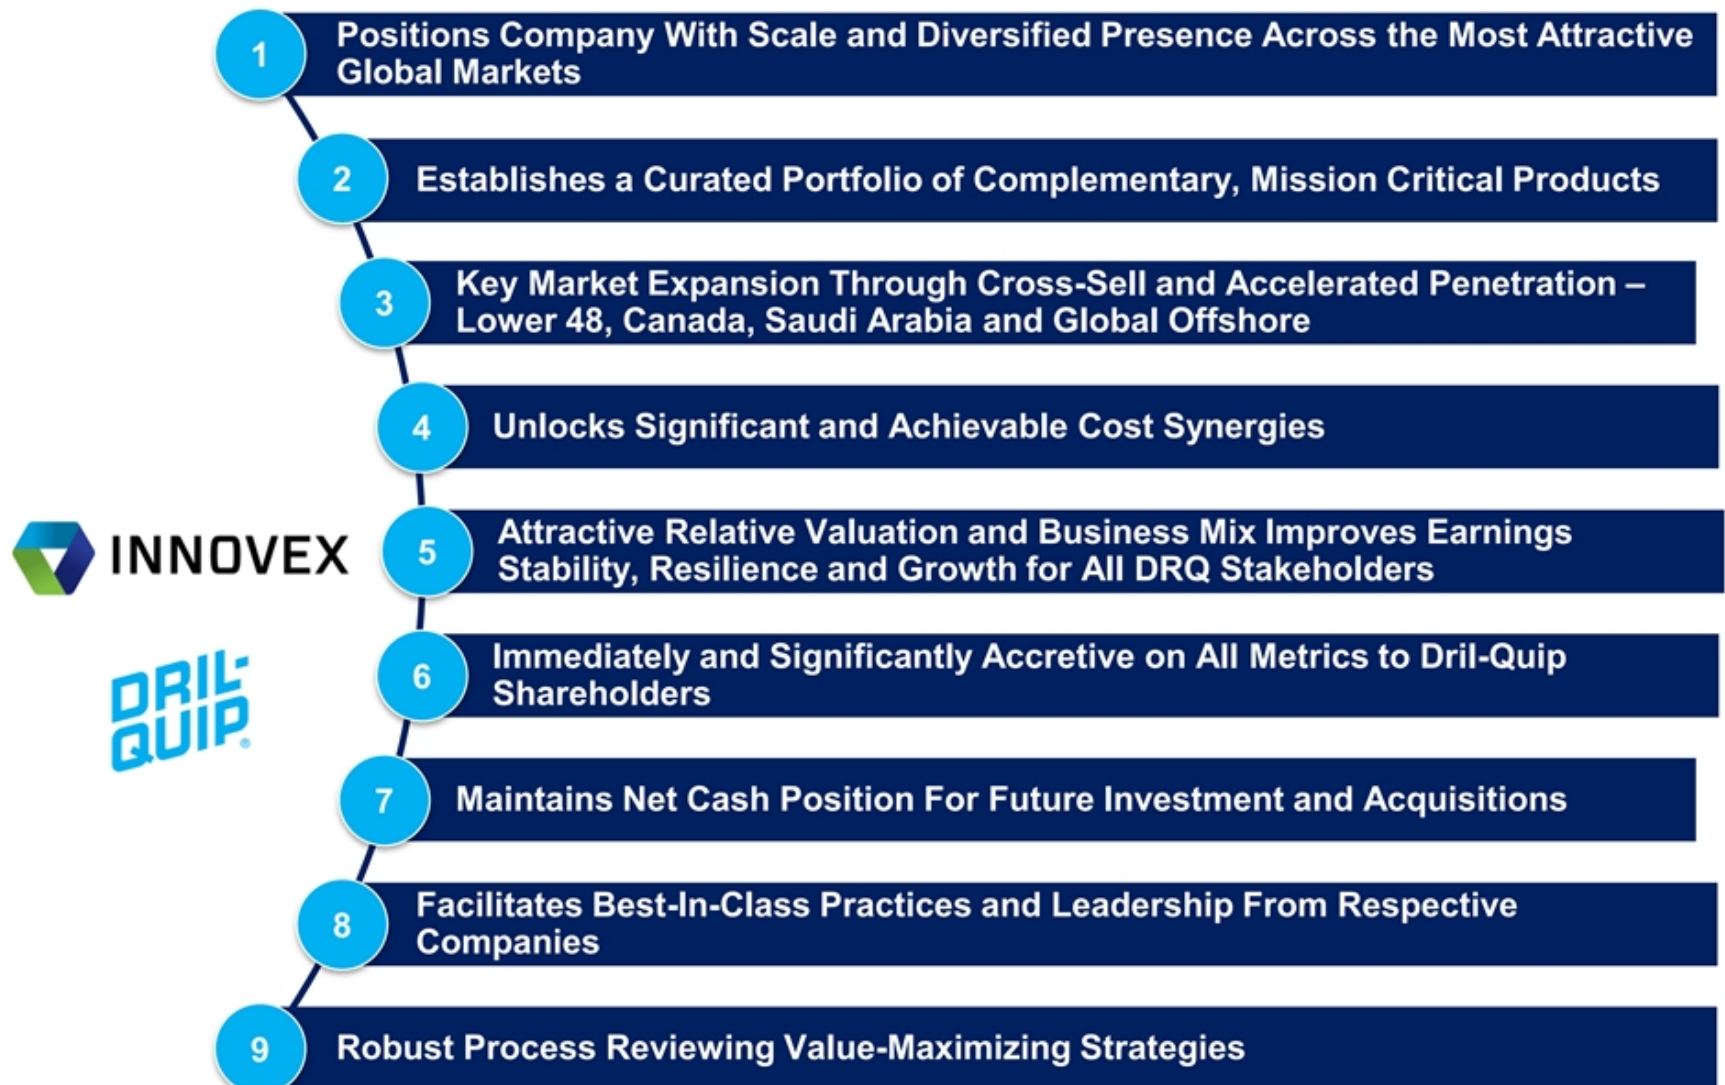 1
Positions Company With Scale and Diversified Presence Across the Most Attractive
Global Markets
2
Establishes a Curated Portfolio of Complementary, Mission Critical Products
3
Key Market Expansion Through Cross-Sell and Accelerated Penetration –
Lower 48, Canada, Saudi Arabia and Global Offshore
4
Unlocks Significant and Achievable Cost Synergies
INNOVEX
5
Attractive Relative Valuation and Business Mix Improves Earnings
Stability, Resilience and Growth for All DRQ Stakeholders
DRIL-
QUIP®
6
Immediately and Significantly Accretive on All Metrics to Dril-Quip
Shareholders
7
Maintains Net Cash Position For Future Investment and Acquisitions
8
Facilitates Best-In-Class Practices and Leadership From Respective
Companies
9
Robust Process Reviewing Value-Maximizing Strategies